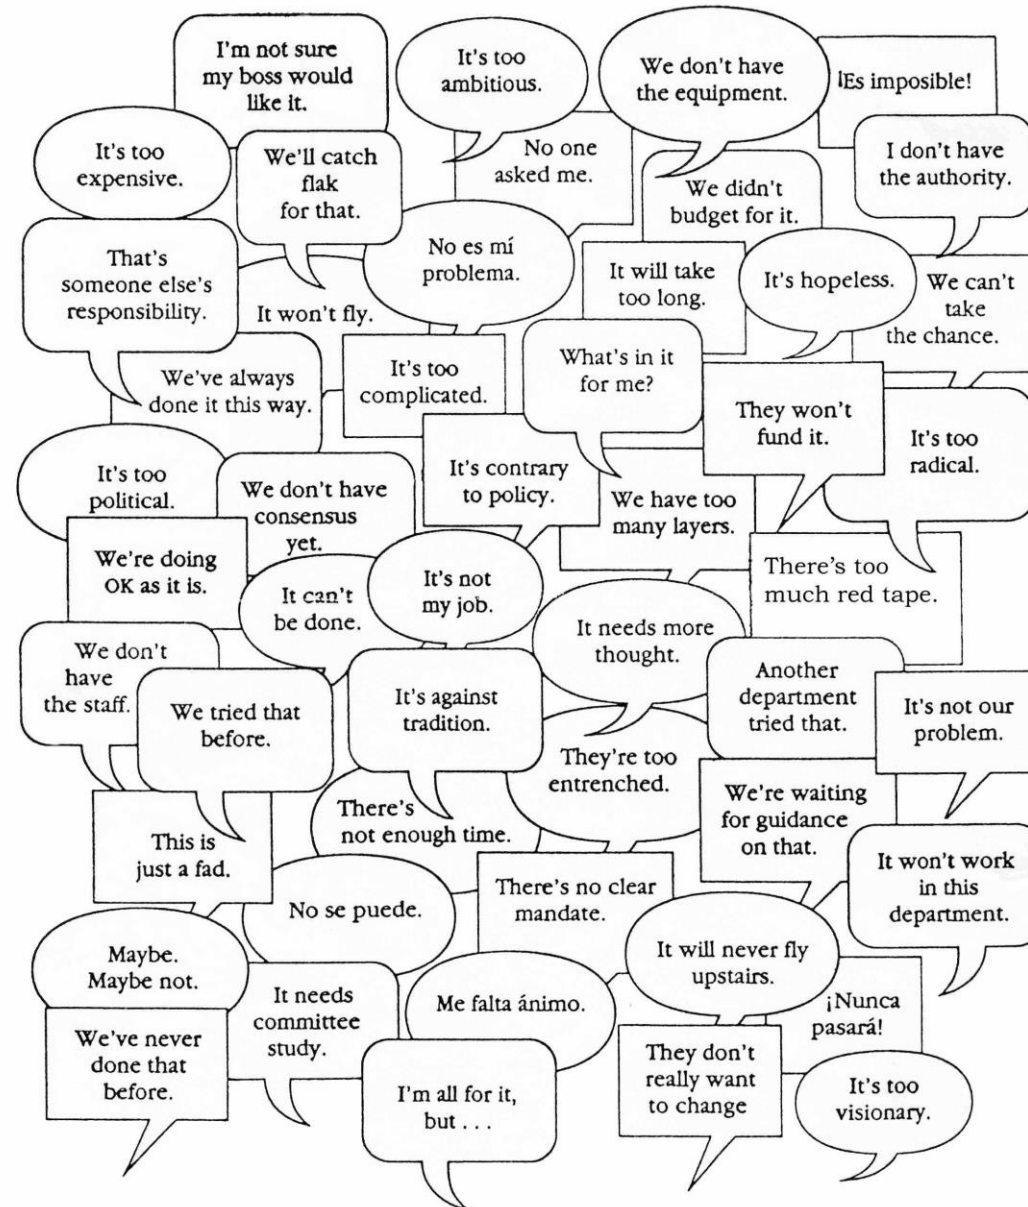 I'm not sure
my boss would
like it.
It's too
ambitious.
We don't have
the equipment.
¡Es imposible!
It's too
expensive.
We'll catch
flak
for that.
No one
asked me.
We didn't
budget for it.
I don't have
the authority.
That's
someone else's
responsibility.
It won't fly.
No es mí
problema.
It will take
too long.
It's hopeless.
We can't
take
the chance.
We've always
done it this way.
It's too
complicated.
What's in it
for me?
They won't
fund it.
It's too
radical.
It's too
political.
We don't have
consensus
yet.
It's contrary
to policy.
We have too
many layers.
We're doing
OK as it is.
It can't
be done.
It's not
my job.
It needs more
thought.
There's too
much red tape.
We don't
have
the staff.
We tried that
before.
It's against
tradition.
They're too
entrenched.
Another
department
tried that.
It's not our
problem.
This is
just a fad.
There's
not enough time.
We're waiting
for guidance
on that.
It won't work
in this
department.
No se puede.
There's no clear
mandate.
Maybe.
Maybe not.
It needs
committee
study.
Me falta ánimo.
It will never fly
upstairs.
¡Nunca
pasará!
We've never
done that
before.
I'm all for it,
but . . .
They don't
really want
to change
It's too
visionary.